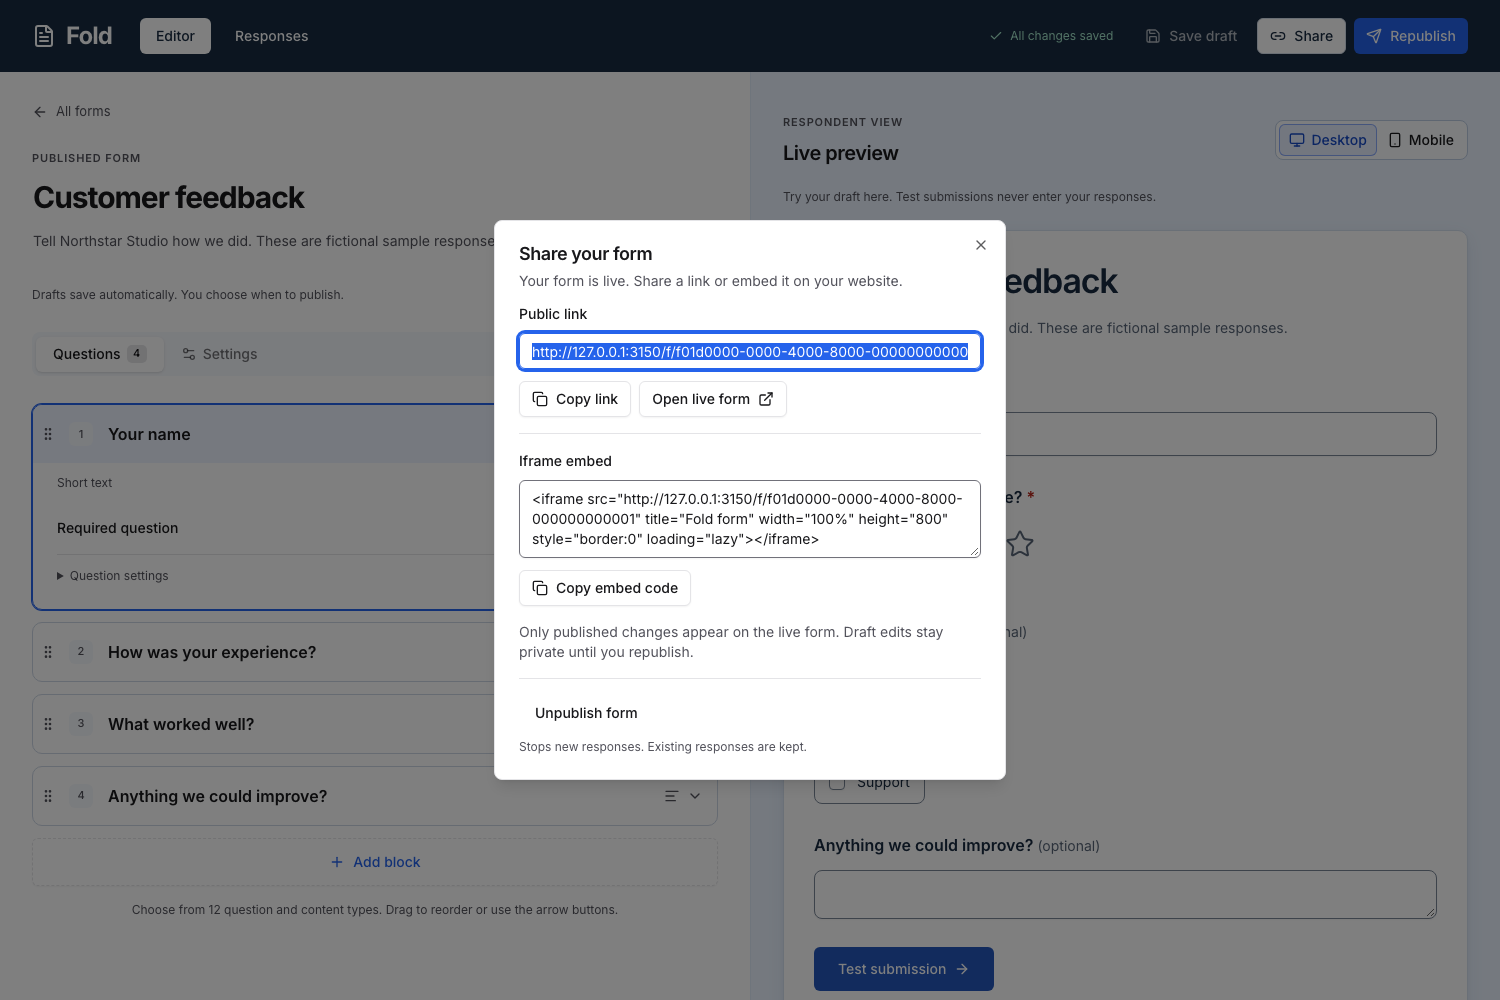 Fold
Editor
Responses
All changes saved
Save draft
Share
Republish
All forms
PUBLISHED FORM
Customer feedback
Tell Northstar Studio how we did. These are fictional sample response
Drafts save automatically. You choose when to publish.
Questions 4
Settings
1 Your name
Short text
Required question
Question settings
2 How was your experience?
3 What worked well?
4 Anything we could improve?
Add block
Choose from 12 question and content types. Drag to reorder or use the arrow buttons.
RESPONDENT VIEW
Live preview
Desktop
Mobile
Try your draft here. Test submissions never enter your responses.
edback
did. These are fictional sample responses.
e? *
nal)
Support
Anything we could improve? (optional)
Test submission
Share your form
Your form is live. Share a link or embed it on your website.
Public link
http://127.0.0.1:3150/f/f01d0000-0000-4000-8000-00000000000
Copy link
Open live form
Iframe embed
<iframe src="http://127.0.0.1:3150/f/f01d0000-0000-4000-8000-
000000000001" title="Fold form" width="100%" height="800"
style="border:0" loading="lazy"></iframe>
Copy embed code
Only published changes appear on the live form. Draft edits stay
private until you republish.
Unpublish form
Stops new responses. Existing responses are kept.